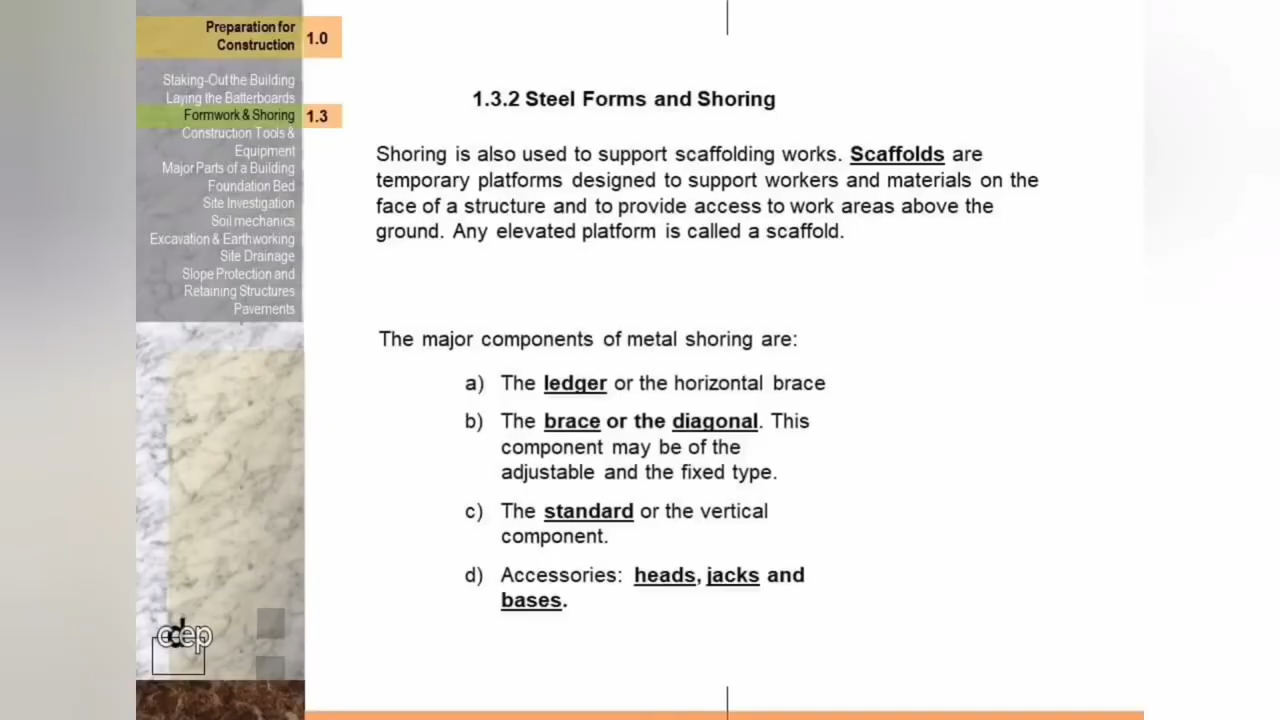 Preparation for
Construction
1.0
Staking-Out the Building
Laying the Batterboards
Formwork & Shoring
1.3
Construction Tools &
Equipment
Major Parts of a Building
Foundation Bed
Site Investigation
Soil mechanics
Excavation & Earthworking
Site Drainage
Slope Protection and
Retaining Structures
Pavements
1.3.2 Steel Forms and Shoring
Shoring is also used to support scaffolding works. Scaffolds are
temporary platforms designed to support workers and materials on the
face of a structure and to provide access to work areas above the
ground. Any elevated platform is called a scaffold.
The major components of metal shoring are:
a) The ledger or the horizontal brace
b) The brace or the diagonal. This
component may be of the
adjustable and the fixed type.
c) The standard or the vertical
component.
d) Accessories: heads, jacks and
bases.